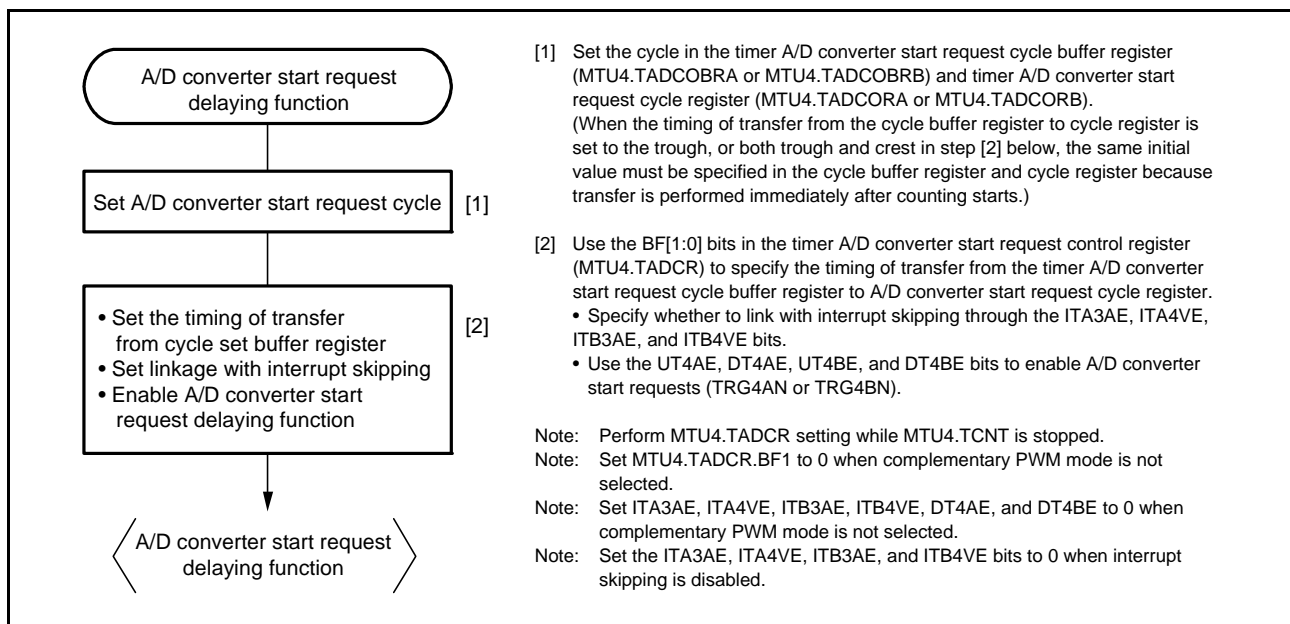 A/D converter start request
delaying function
Set A/D converter start request cycle
[1]
• Set the timing of transfer
from cycle set buffer register
• Set linkage with interrupt skipping
• Enable A/D converter start
request delaying function
[2]
A/D converter start request
delaying function
[1] Set the cycle in the timer A/D converter start request cycle buffer register
(MTU4.TADCOBRA or MTU4.TADCOBRB) and timer A/D converter start
request cycle register (MTU4.TADCORA or MTU4.TADCORB).
(When the timing of transfer from the cycle buffer register to cycle register is
set to the trough, or both trough and crest in step [2] below, the same initial
value must be specified in the cycle buffer register and cycle register because
transfer is performed immediately after counting starts.)
[2] Use the BF[1:0] bits in the timer A/D converter start request control register
(MTU4.TADCR) to specify the timing of transfer from the timer A/D converter
start request cycle buffer register to A/D converter start request cycle register.
• Specify whether to link with interrupt skipping through the ITA3AE, ITA4VE,
ITB3AE, and ITB4VE bits.
• Use the UT4AE, DT4AE, UT4BE, and DT4BE bits to enable A/D converter
start requests (TRG4AN or TRG4BN).
Note: Perform MTU4.TADCR setting while MTU4.TCNT is stopped.
Note: Set MTU4.TADCR.BF1 to 0 when complementary PWM mode is not
selected.
Note: Set ITA3AE, ITA4VE, ITB3AE, ITB4VE, DT4AE, and DT4BE to 0 when
complementary PWM mode is not selected.
Note: Set the ITA3AE, ITA4VE, ITB3AE, and ITB4VE bits to 0 when interrupt
skipping is disabled.